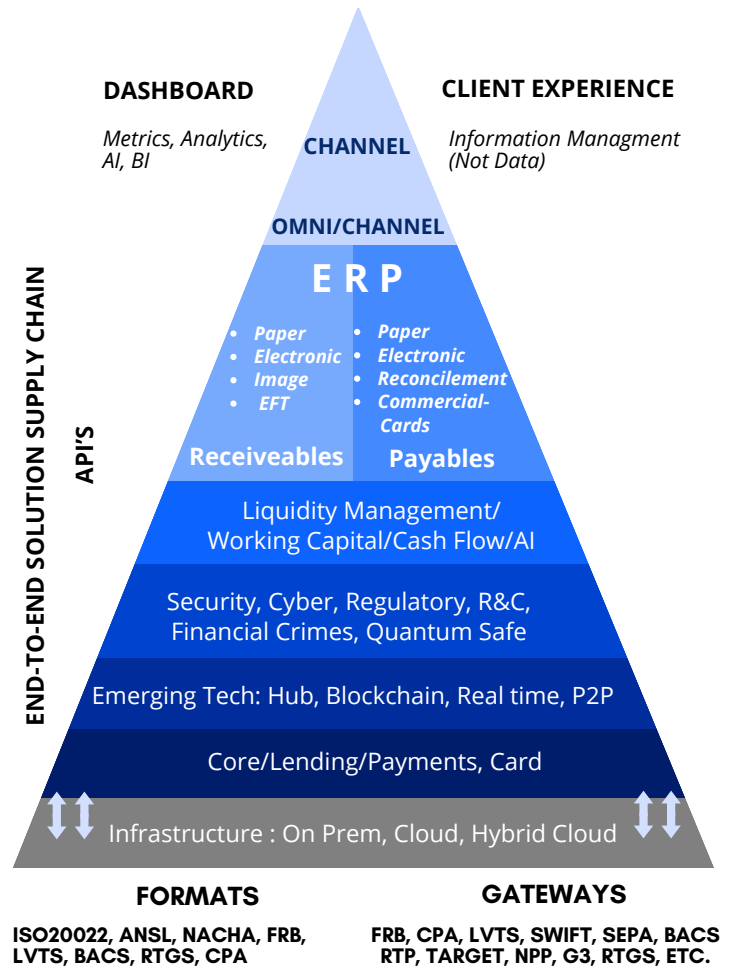 DASHBOARD
CLIENT EXPERIENCE
Metrics, Analytics,
AI, BI
Information Managment
(Not Data)
CHANNEL
OMNI/CHANNEL
END-TO-END SOLUTION SUPPLY CHAIN
API'S
E R P
• Paper
• Electronic
• Image
• EFT
Receiveables
• Paper
• Electronic
• Reconcilement
• Commercial-
Cards
Payables
Liquidity Management/
Working Capital/Cash Flow/AI
Security, Cyber, Regulatory, R&C,
Financial Crimes, Quantum Safe
Emerging Tech: Hub, Blockchain, Real time, P2P
Core/Lending/Payments, Card
Infrastructure : On Prem, Cloud, Hybrid Cloud
FORMATS
ISO20022, ANSL, NACHA, FRB,
LVTS, BACS, RTGS, CPA
GATEWAYS
FRB, CPA, LVTS, SWIFT, SEPA, BACS
RTP, TARGET, NPP, G3, RTGS, ETC.